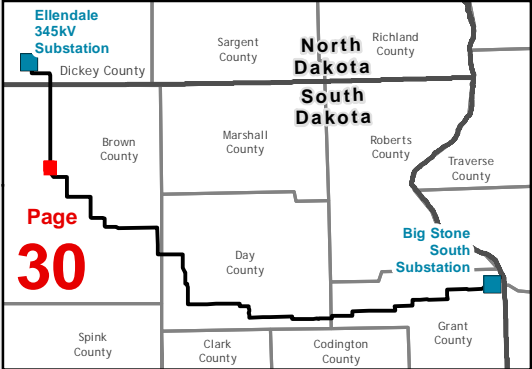 Ellendale
345kV
Substation
Dickey County
Sargent
County
North
Dakota
Richland
County
South
Dakota
Brown
County
Marshall
County
Roberts
County
Traverse
County
Page
30
Big Stone
South
Substation
Day
County
Spink
County
Clark
County
Codington
County
Grant
County